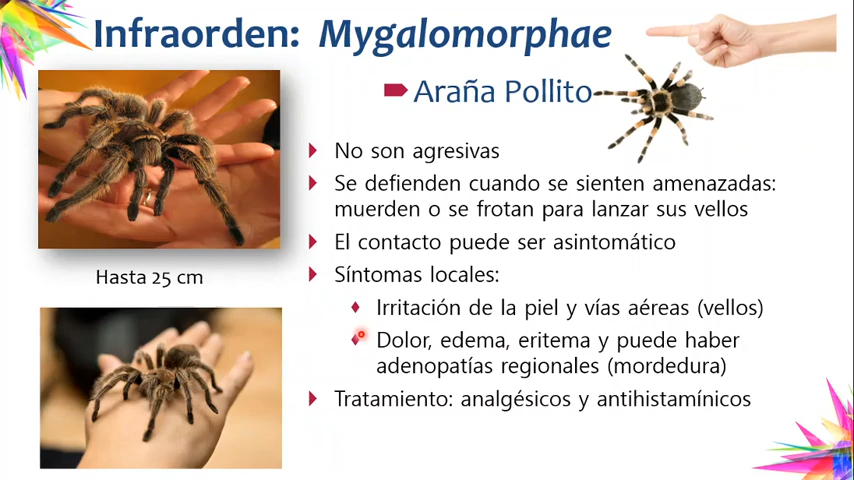 Infraorden: Mygalomorphae
Araña Pollito
No son agresivas
Se defienden cuando se sienten amenazadas:
muerden o se frotan para lanzar sus vellos
El contacto puede ser asintomático
Hasta 25 cm
Síntomas locales:
Irritación de la piel y vías aéreas (vellos)
Dolor, edema, eritema y puede haber
adenopatías regionales (mordedura)
Tratamiento: analgésicos y antihistamínicos